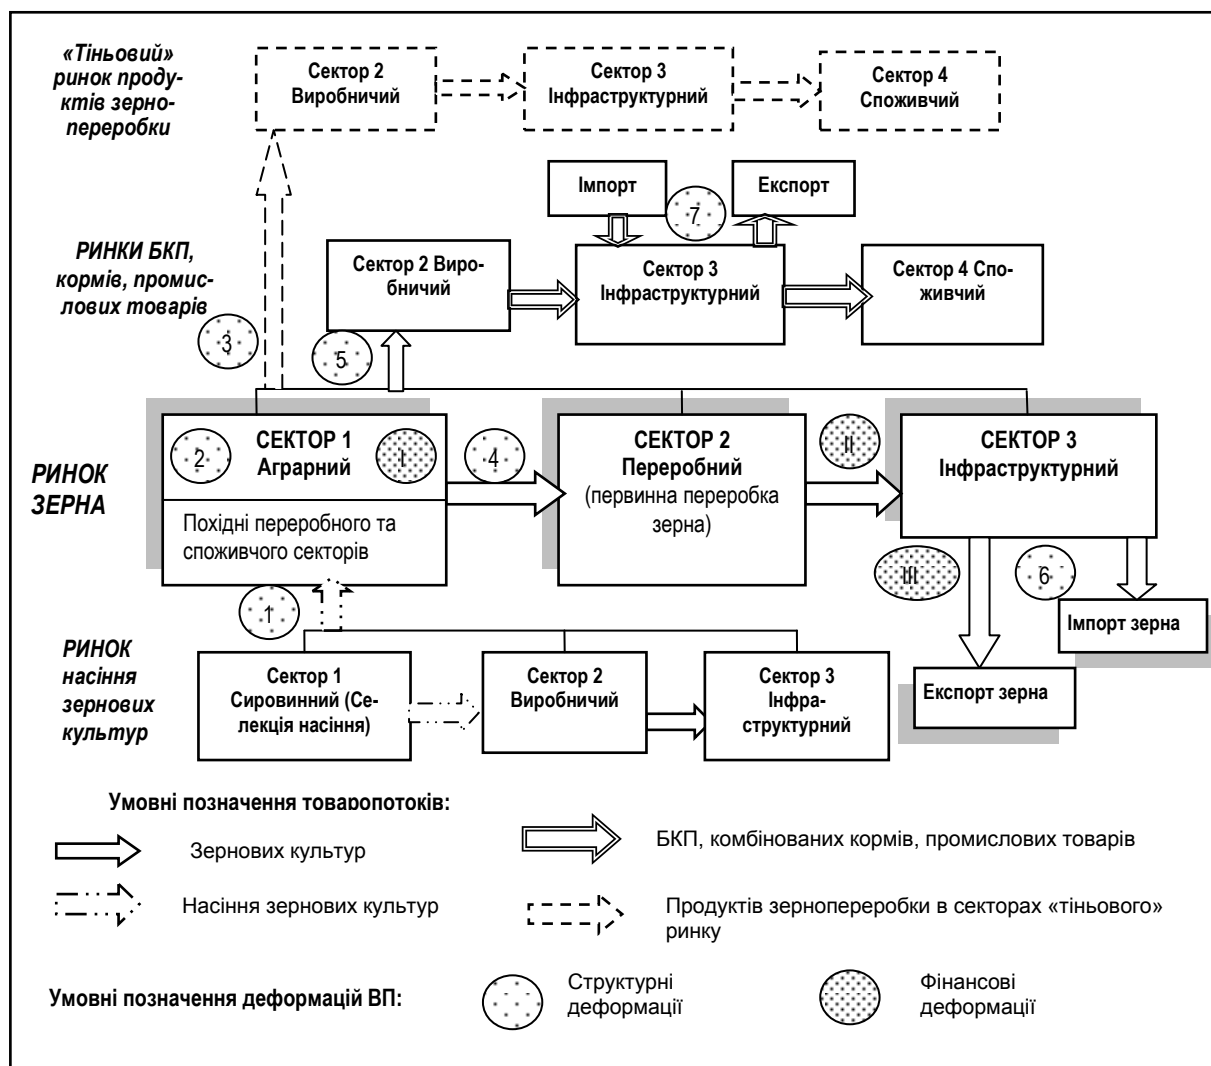 «Тіньовий»
ринок проду-
ктів зерно-
переробки
Сектор 2
Виробничий
Сектор 3
Інфраструктурний
Сектор 4
Споживчий
Імпорт
7
Експорт
РИНКИ БКП,
кормів, промис-
лових товарів
Сектор 2 Виро-
бничий
Сектор 3
Інфраструктурний
Сектор 4 Спо-
живчий
3
5
РИНОК
ЗЕРНА
2
СЕКТОР 1
Аграрний
I
Похідні переробного та
споживчого секторів
4
СЕКТОР 2
Переробний
(первинна переробка
зерна)
II
СЕКТОР 3
Інфраструктурний
III
6
Імпорт зерна
Експорт зерна
1
РИНОК
насіння
зернових
культур
Сектор 1
Сировинний (Се-
лекція насіння)
Сектор 2
Виробничий
Сектор 3
Інфра-
структурний
Умовні позначення товаропотоків:
Зернових культур
БКП, комбінованих кормів, промислових товарів
Насіння зернових культур
Продуктів зернопереробки в секторах «тіньового»
ринку
Умовні позначення деформацій ВП:
Структурні
деформації
Фінансові
деформації